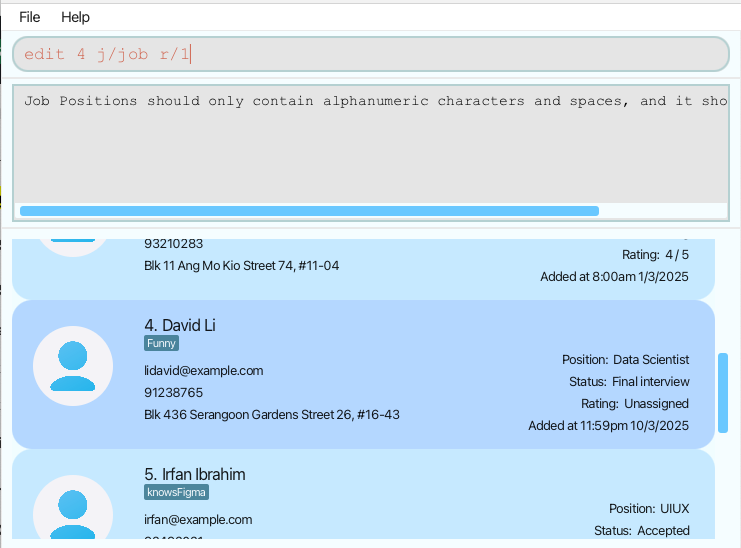 File Help
edit 4 j/job r/1
Job Positions should only contain alphanumeric characters and spaces, and it sho
93210283
Blk 11 Ang Mo Kio Street 74, #11-04
Rating: 4 / 5
Added at 8:00am 1/3/2025
4. David Li
Funny
lidavid@example.com
91238765
Blk 436 Serangoon Gardens Street 26, #16-43
Position: Data Scientist
Status: Final interview
Rating: Unassigned
Added at 11:59pm 10/3/2025
5. Irfan Ibrahim
knowsFigma
irfan@example.com
Position: UIUX
Status: Accepted